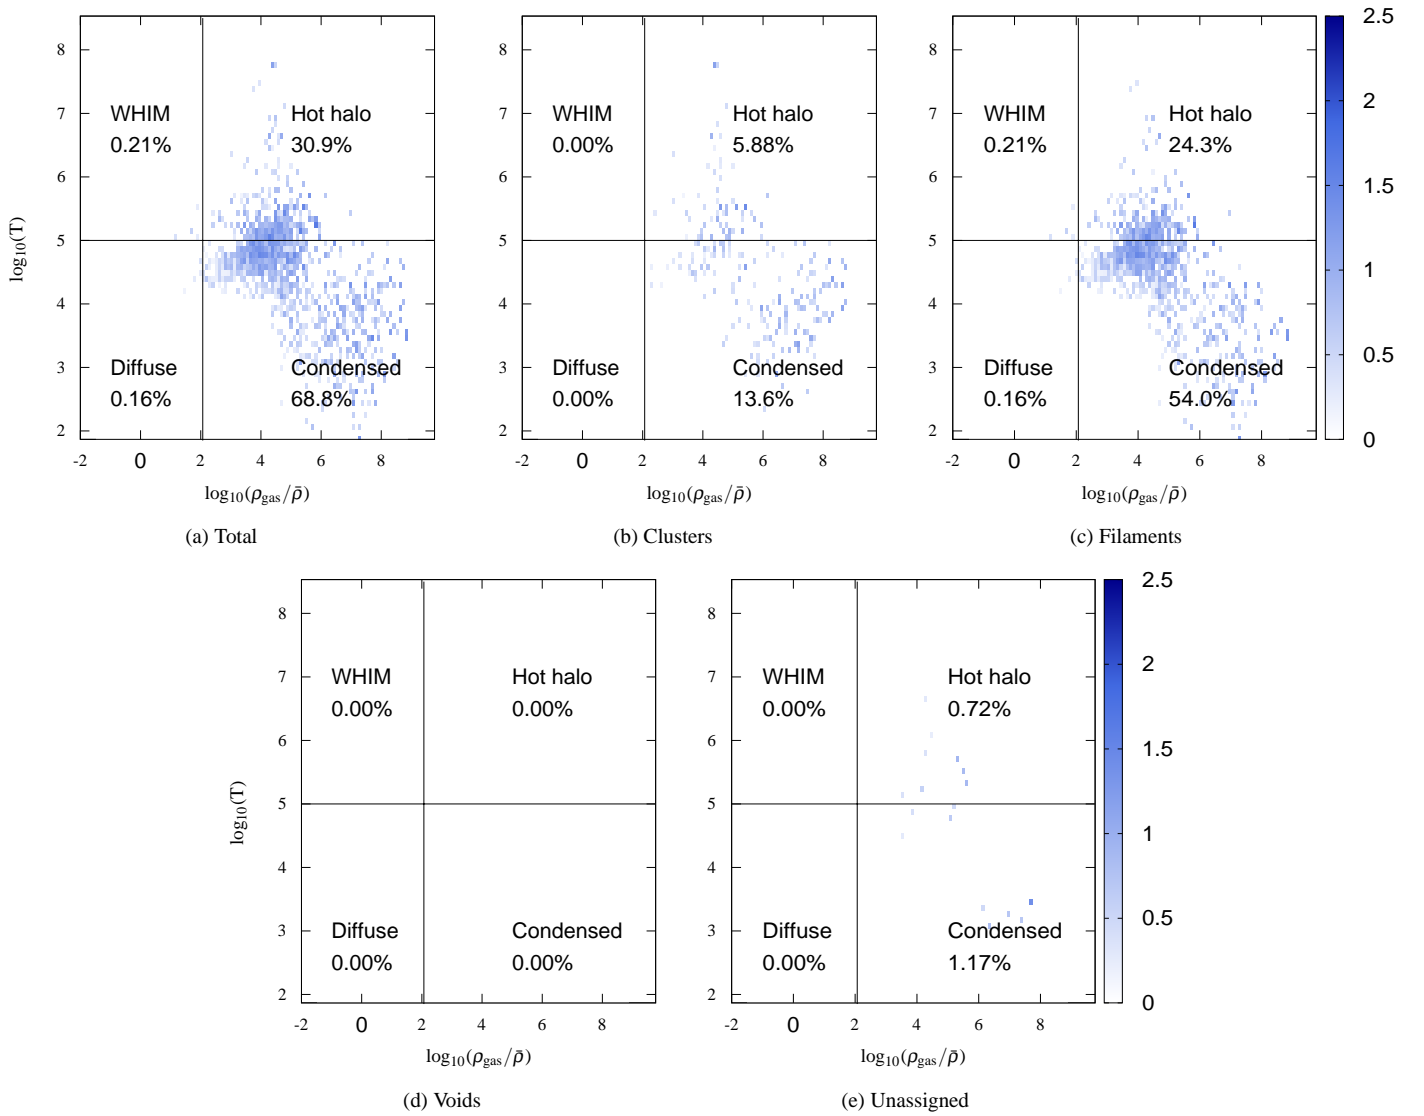 8
7
6
5
4
3
2
-2 0 2 4 6 8
log10(T)
log10(ρgas/ρ̄)
WHIM
0.21%
Hot halo
30.9%
Diffuse
0.16%
Condensed
68.8%
(a) Total
8
7
6
5
4
3
2
-2 0 2 4 6 8
log10(ρgas/ρ̄)
WHIM
0.00%
Hot halo
5.88%
Diffuse
0.00%
Condensed
13.6%
(b) Clusters
8
7
6
5
4
3
2
-2 0 2 4 6 8
log10(ρgas/ρ̄)
WHIM
0.21%
Hot halo
24.3%
Diffuse
0.16%
Condensed
54.0%
(c) Filaments
2.5
2
1.5
1
0.5
0
8
7
6
5
4
3
2
-2 0 2 4 6 8
log10(T)
log10(ρgas/ρ̄)
WHIM
0.00%
Hot halo
0.00%
Diffuse
0.00%
Condensed
0.00%
(d) Voids
8
7
6
5
4
3
2
-2 0 2 4 6 8
log10(ρgas/ρ̄)
WHIM
0.00%
Hot halo
0.72%
Diffuse
0.00%
Condensed
1.17%
(e) Unassigned
2.5
2
1.5
1
0.5
0